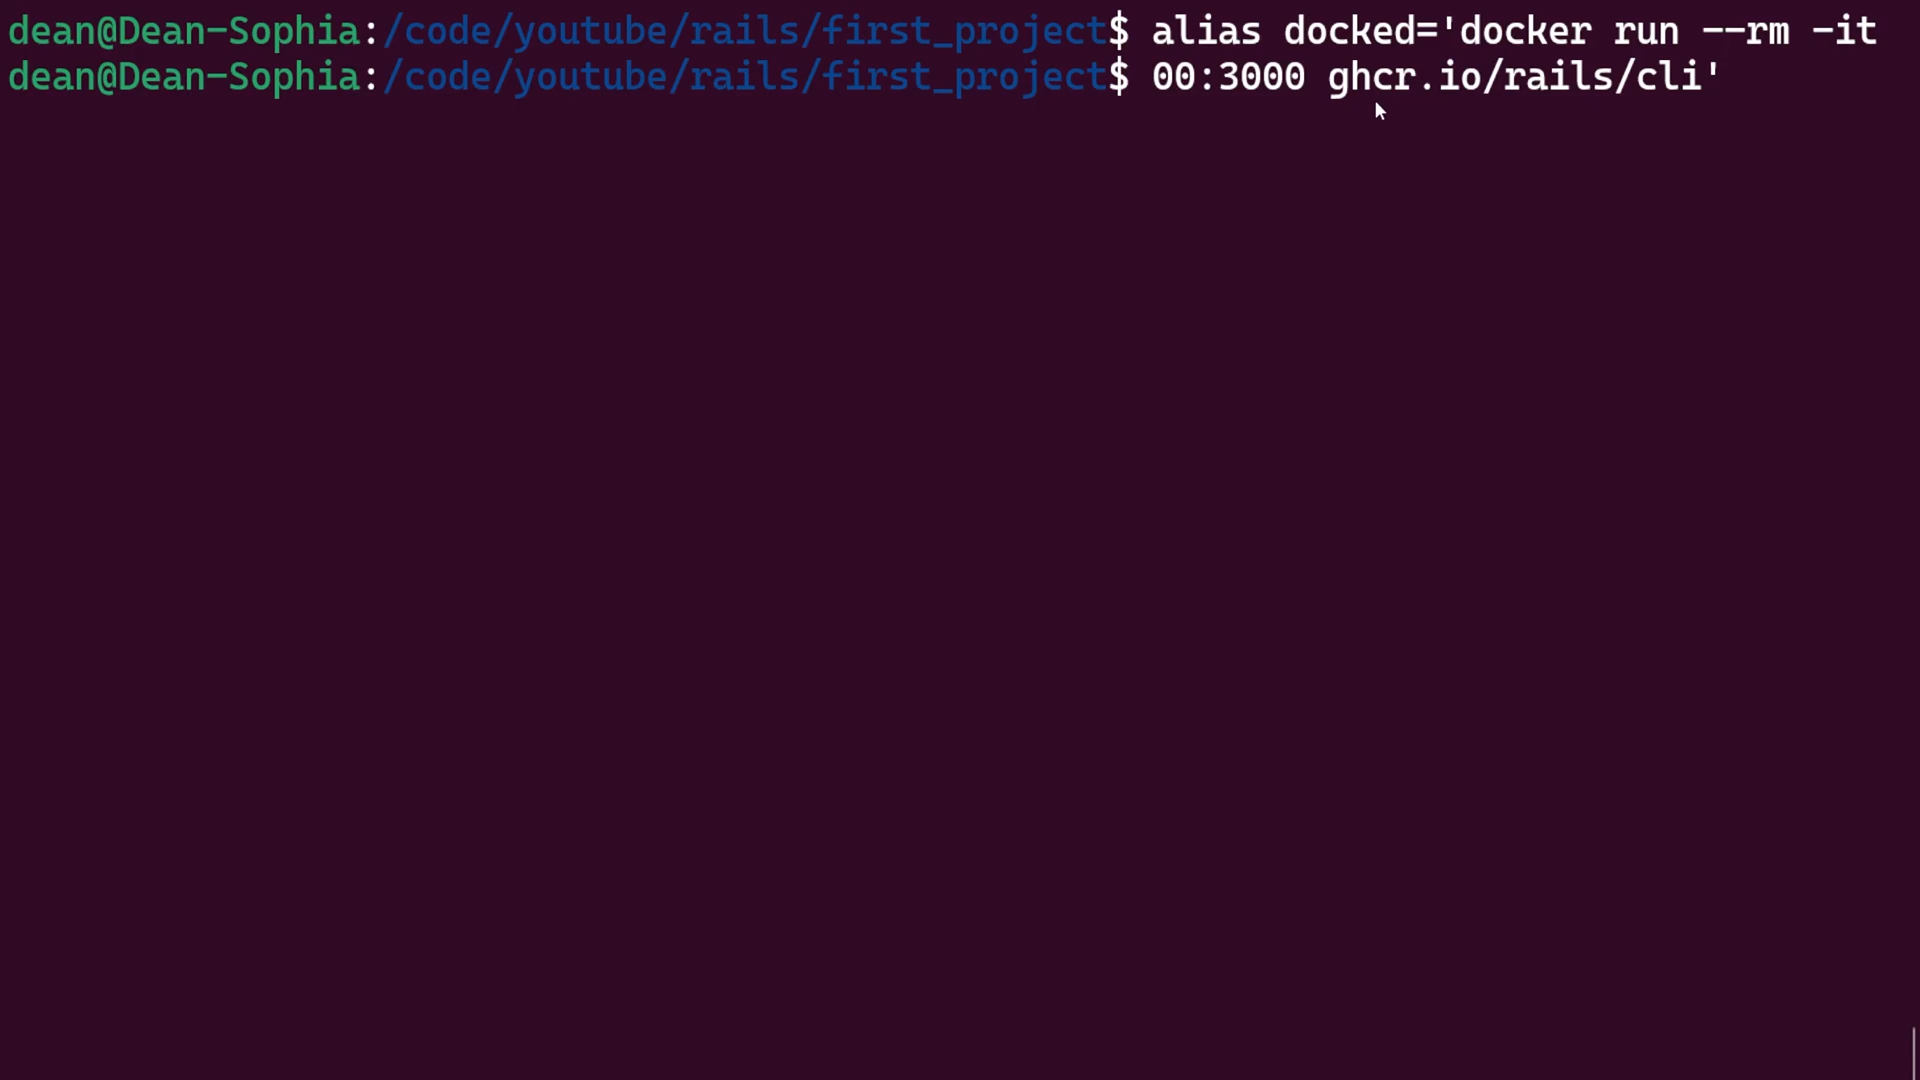 dean@Dean-Sophia:/code/youtube/rails/first_project$ alias docked='docker run --rm -it
dean@Dean-Sophia:/code/youtube/rails/first_project$ 00:3000 ghcr.io/rails/cli'